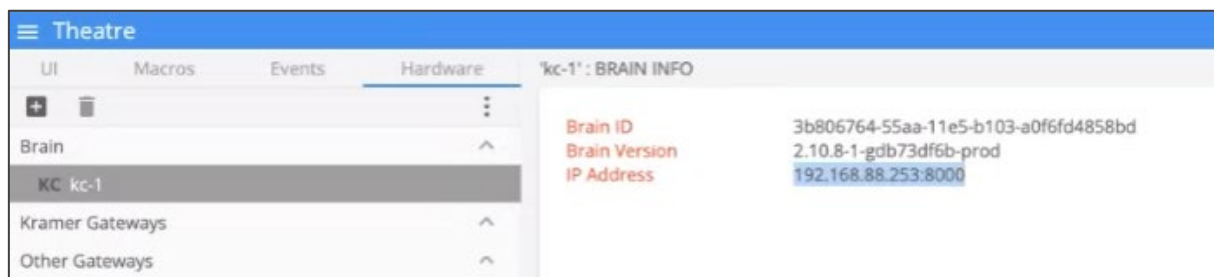 Theatre
UI Macros Events Hardware
'kc-1' : BRAIN INFO
Brain ID 3b806764-55aa-11e5-b103-a0f6fd4858bd
Brain Version 2.10.8-1-gdb73df6b-prod
IP Address 192.168.88.253:8000
Brain
KC kc-1
Kramer Gateways
Other Gateways